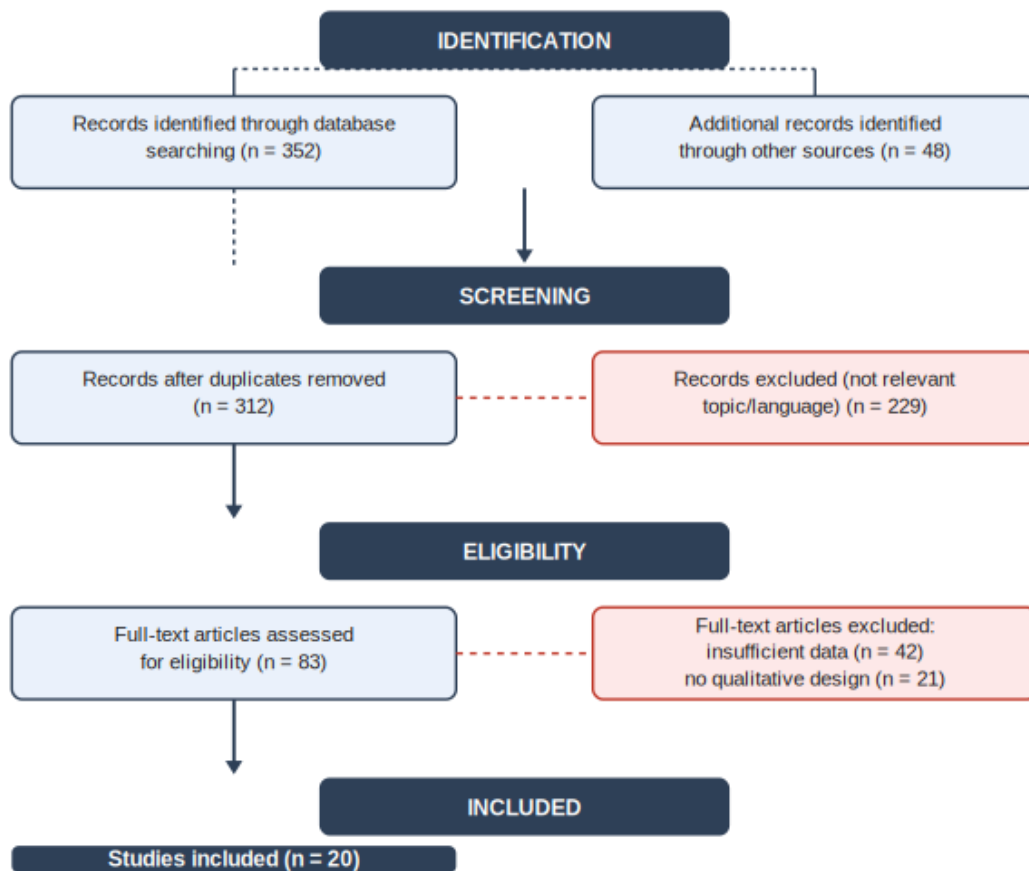 IDENTIFICATION
Records identified through database
searching (n = 352)
Additional records identified
through other sources (n = 48)
SCREENING
Records after duplicates removed
(n = 312)
Records excluded (not relevant
topic/language) (n = 229)
ELIGIBILITY
Full-text articles assessed
for eligibility (n = 83)
Full-text articles excluded:
insufficient data (n = 42)
no qualitative design (n = 21)
INCLUDED
Studies included (n = 20)